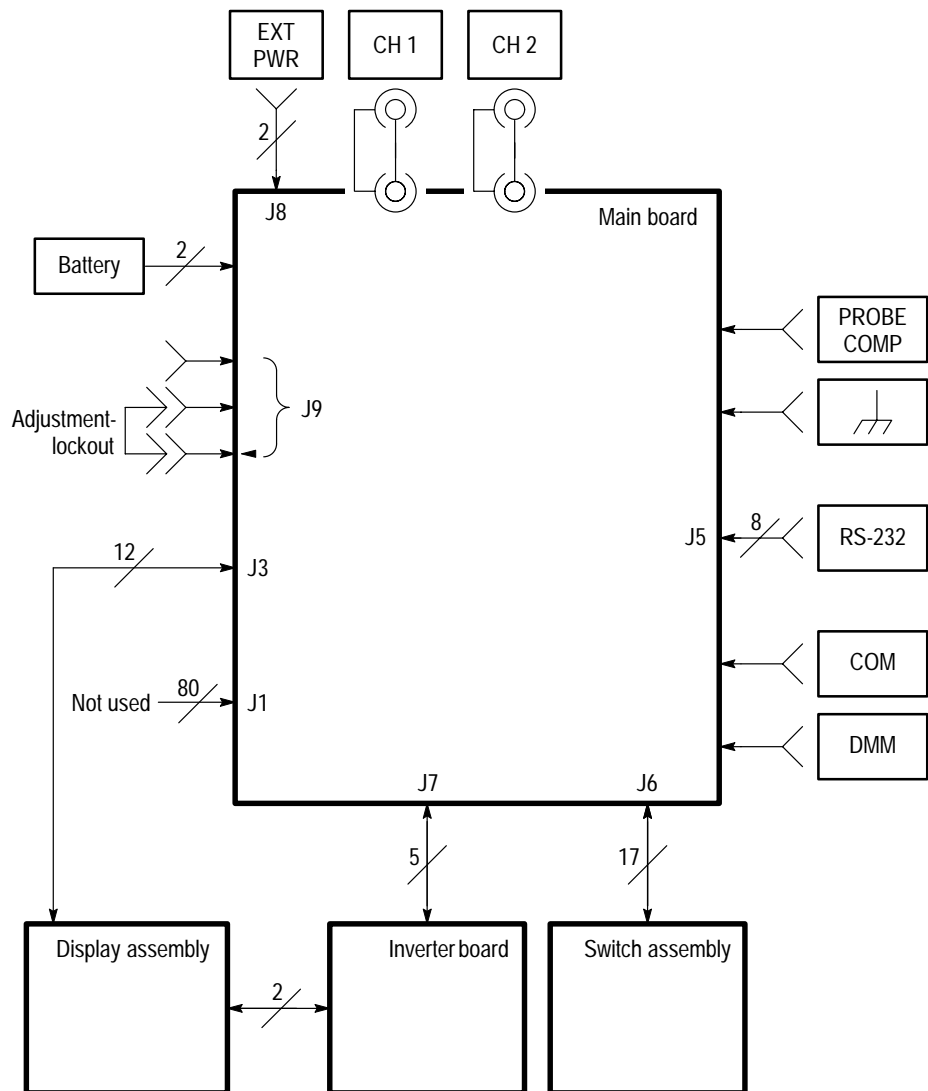 EXT
PWR
CH 1
CH 2
2
J8
Main board
Battery
2
PROBE
COMP
J9
Adjustment-
lockout
J5
8
RS-232
12
J3
COM
Not used
80
J1
DMM
J7
J6
5
17
Display assembly
Inverter board
Switch assembly
2